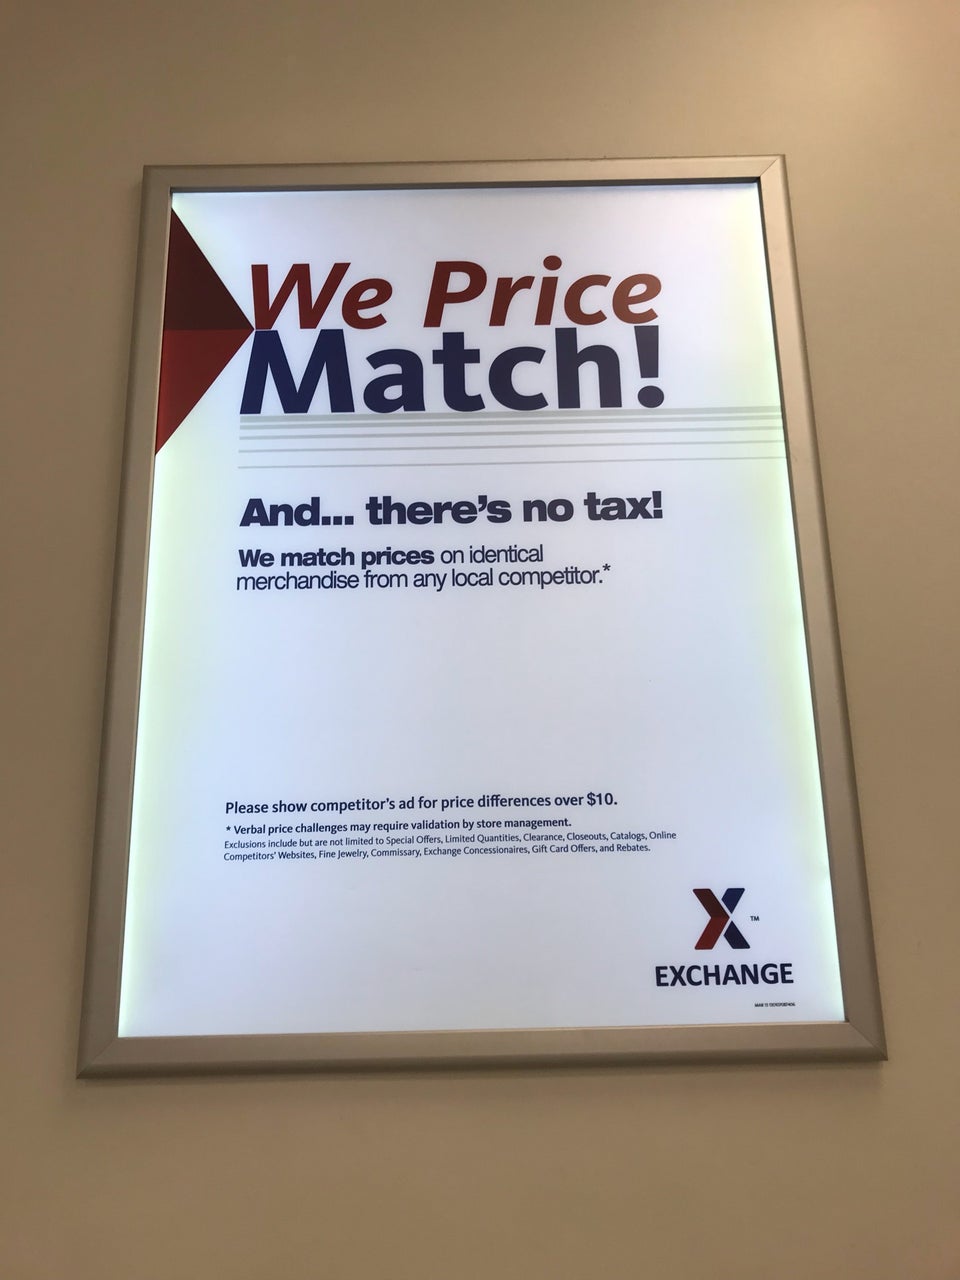 We Price
Match!
And... there's no tax!
We match prices on identical
merchandise from any local competitor.*
Please show competitor's ad for price differences over $10.
* Verbal price challenges may require validation by store management.
Exclusions include but are not limited to Special Offers, Limited Quantities, Clearance, Closeouts, Catalogs, Online
Competitors' Websites, Fine Jewelry, Commissary, Exchange Concessionaires, Gift Card Offers, and Rebates.
X TM
EXCHANGE